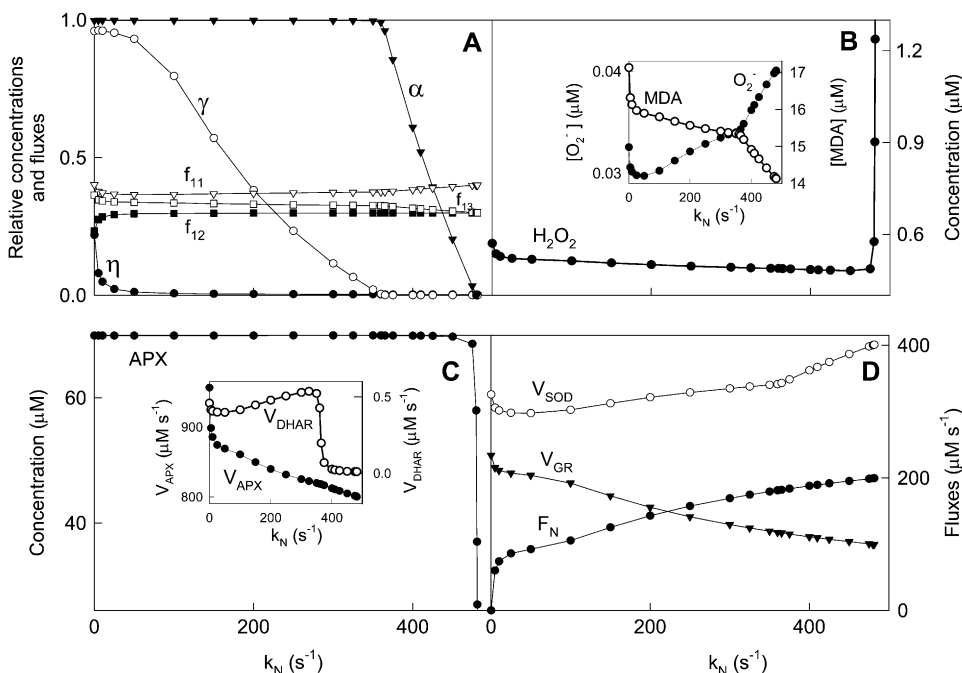 A
1.0
0.5
0.0
Relative concentrations
and fluxes
γ
α
f11
f12
f13
η
B
1.2
0.9
0.6
Concentration (μM)
0 200 400
H2O2
0.04
0.03
[O2-] (μM)
MDA
O2-
17
16
15
14
[MDA] (μM)
0 200 400
kN (s-1)
C
APX
60
40
Concentration (μM)
0 200 400
kN (s-1)
900
800
VAPX (μM s-1)
VDHAR
VAPX
0.5
0.0
VDHAR (μM s-1)
0 200 400
kN (s-1)
D
VSOD
VGR
FN
400
200
0
Fluxes (μM s-1)
0 200 400
kN (s-1)